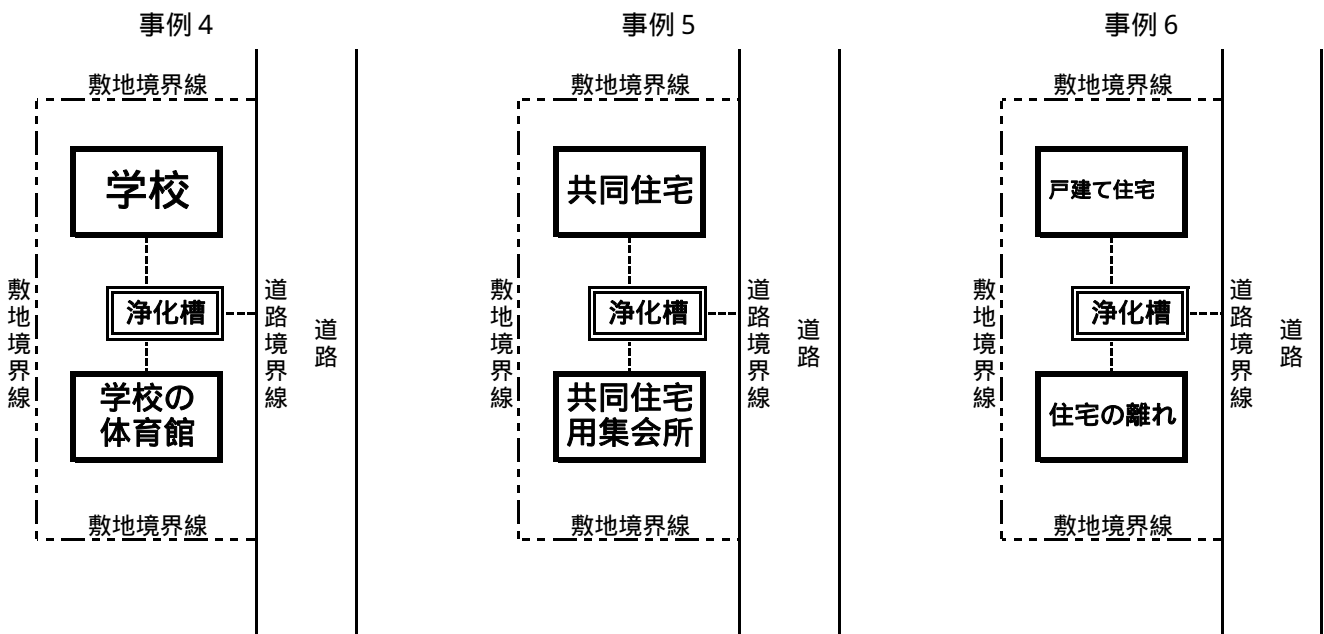 事例4
敷地境界線
学校
敷地境界線
浄化槽
道路境界線
道路
学校の
体育館
敷地境界線
事例5
敷地境界線
共同住宅
敷地境界線
浄化槽
道路境界線
道路
共同住宅
用集会所
敷地境界線
事例6
敷地境界線
戸建て住宅
敷地境界線
浄化槽
道路境界線
道路
住宅の離れ
敷地境界線